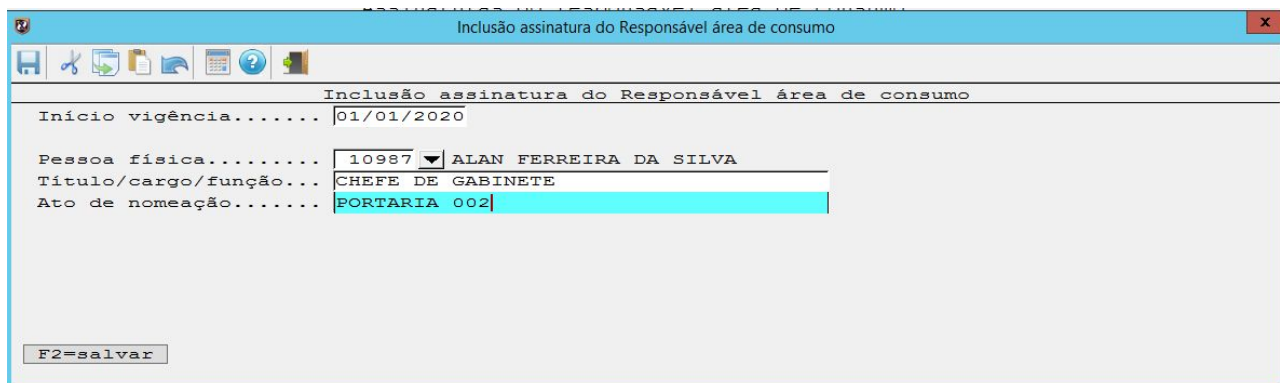 Inclusão assinatura do Responsável área de consumo
x
Inclusão assinatura do Responsável área de consumo
Início vigência....... 01/01/2020
Pessoa física......... 10987 ALAN FERREIRA DA SILVA
Título/cargo/função... CHEFE DE GABINETE
Ato de nomeação....... PORTARIA 002
F2=salvar